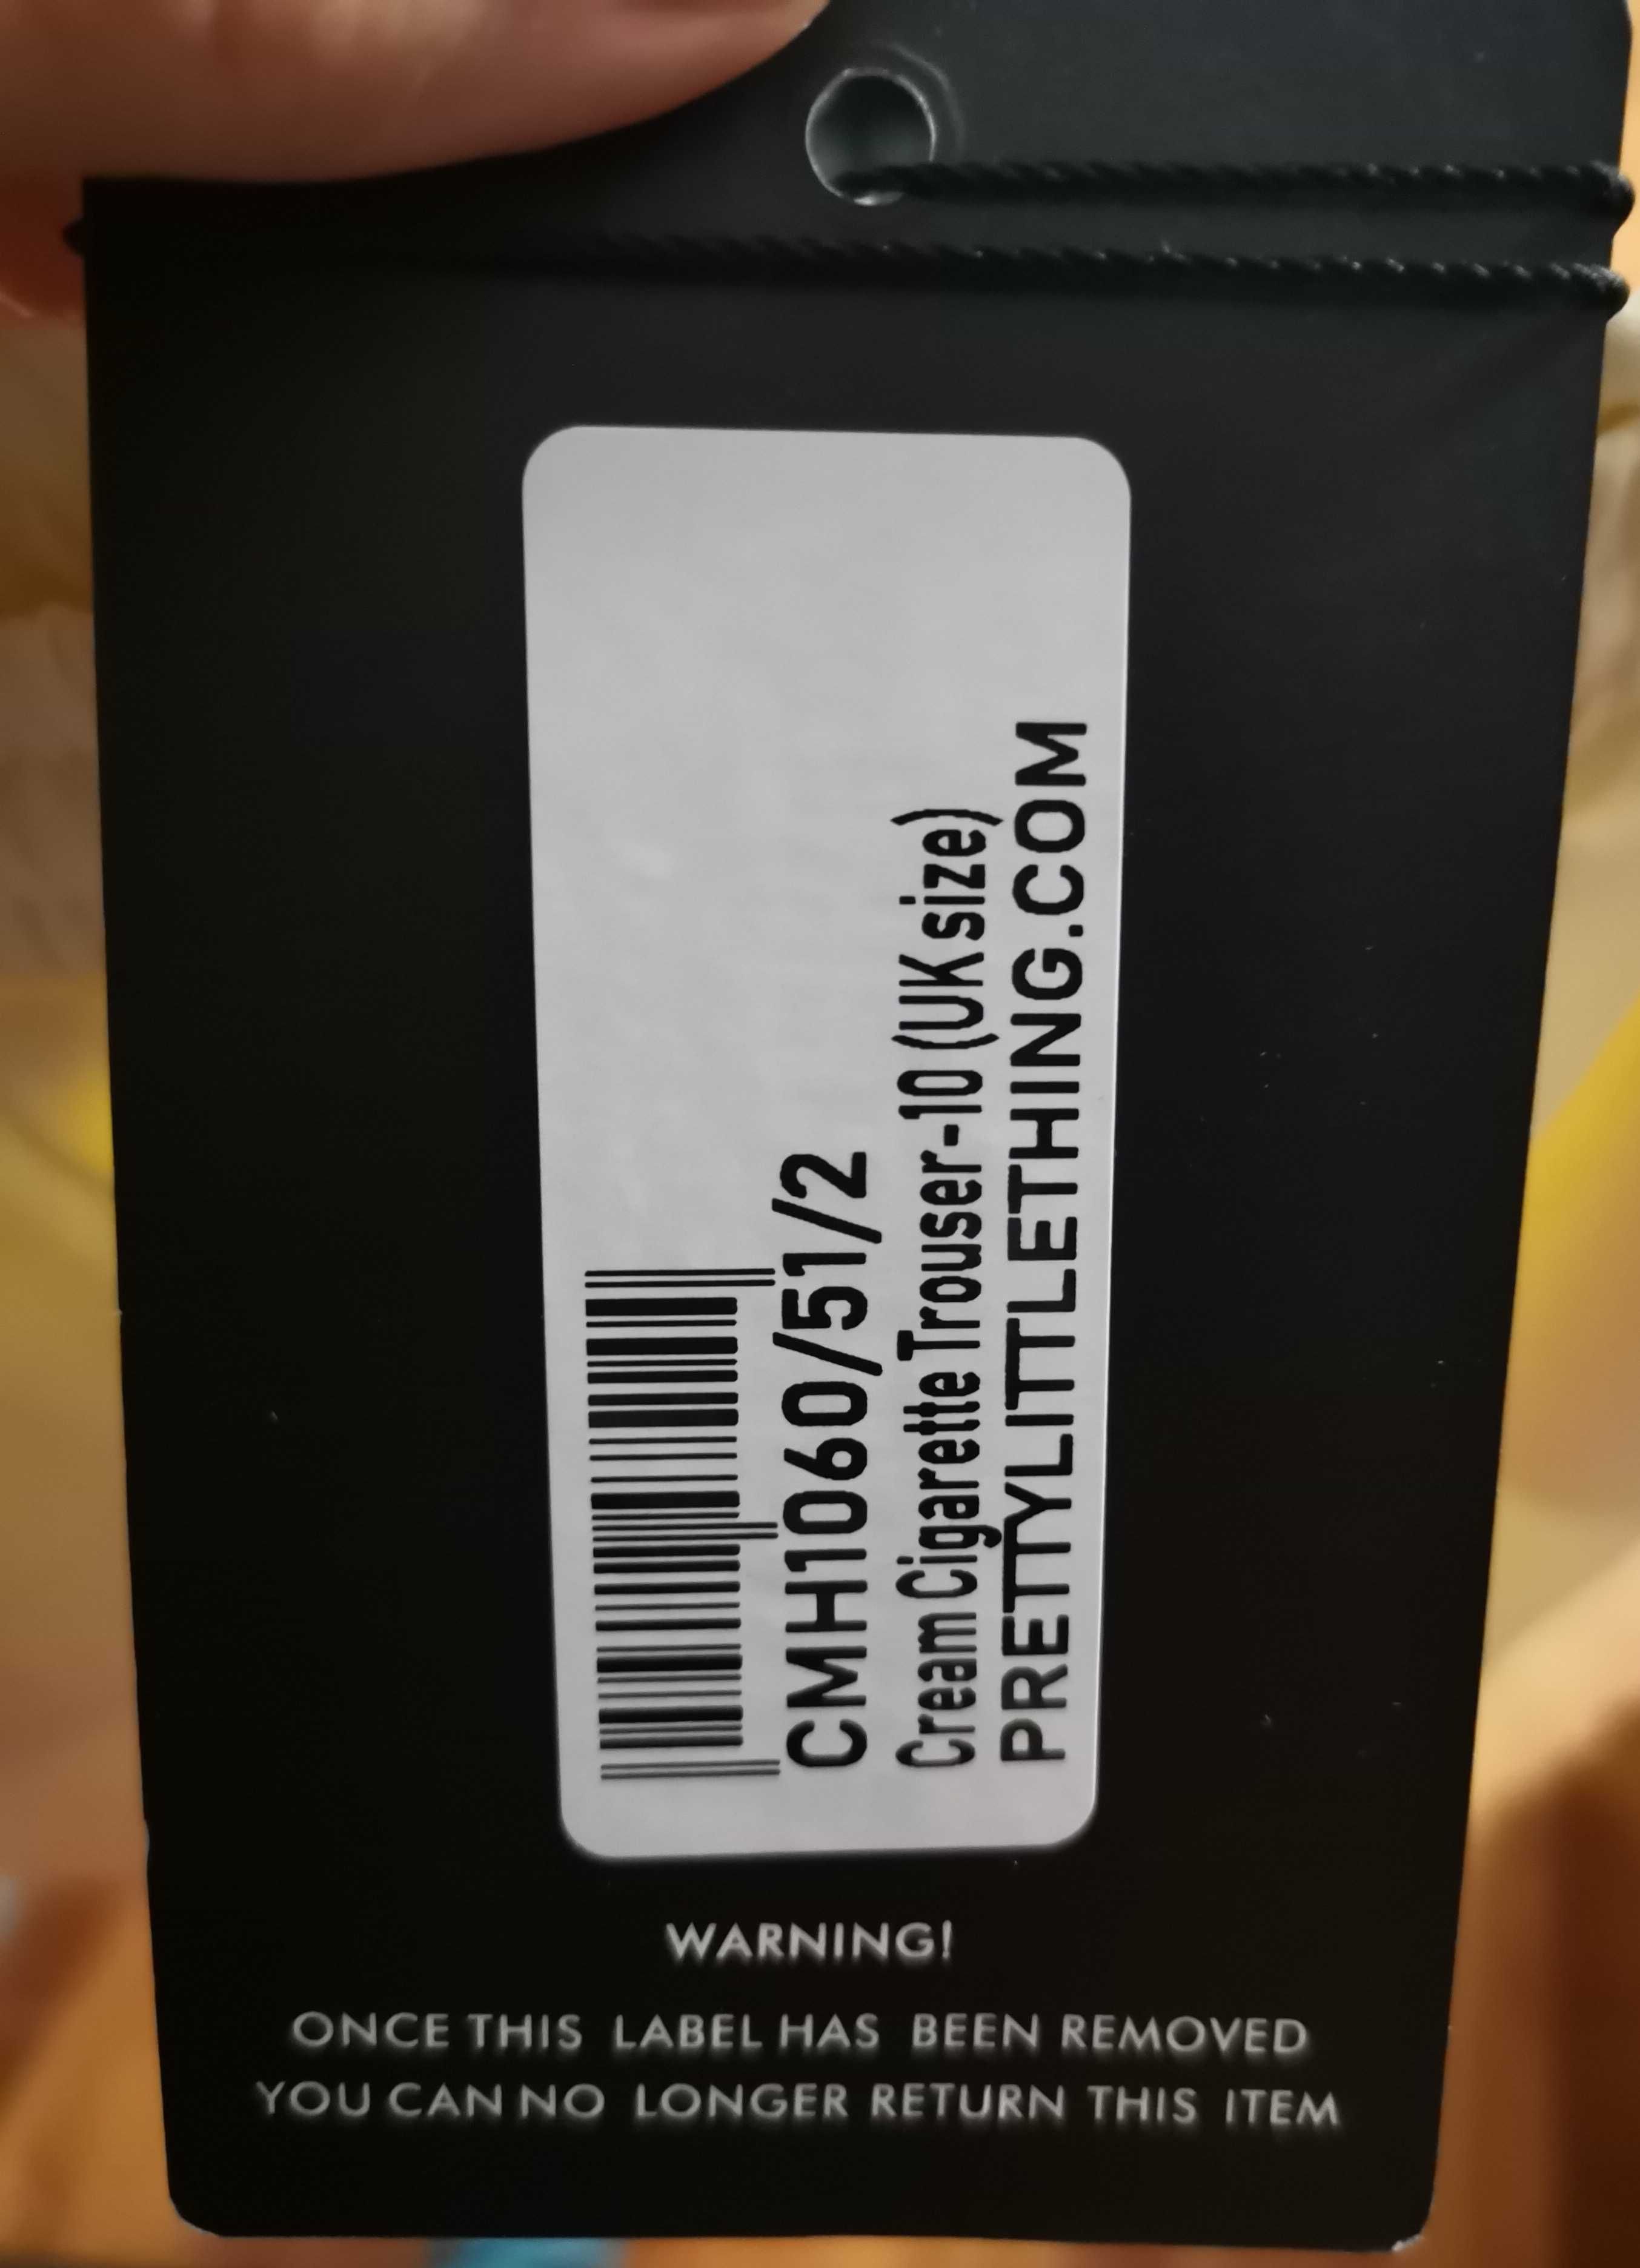 CMH1060/51/2
Cream Cigarette Trouser-10 (UK size)
PRETTYLITTLETHING.COM
WARNING!
ONCE THIS LABEL HAS BEEN REMOVED
YOU CAN NO LONGER RETURN THIS ITEM